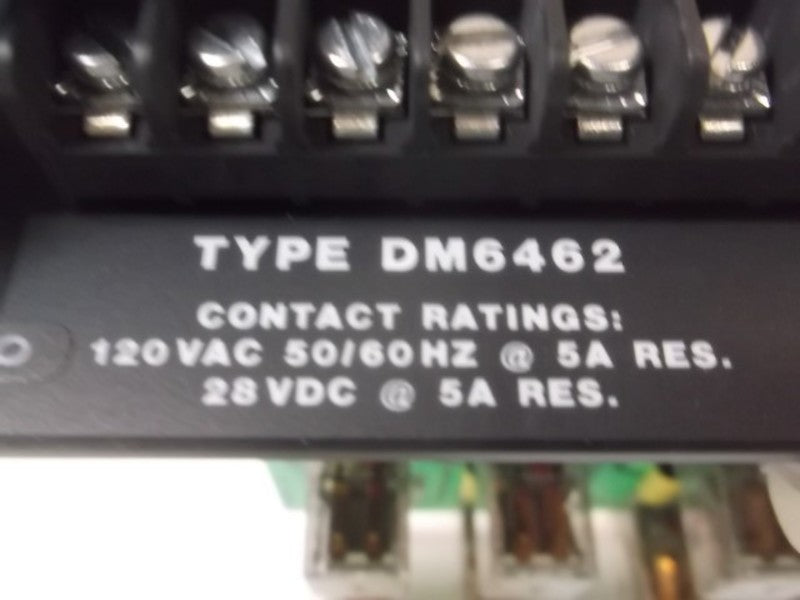 TYPE DM6462
CONTACT RATINGS:
120VAC 50/60HZ @ 5A RES.
28VDC @ 5A RES.